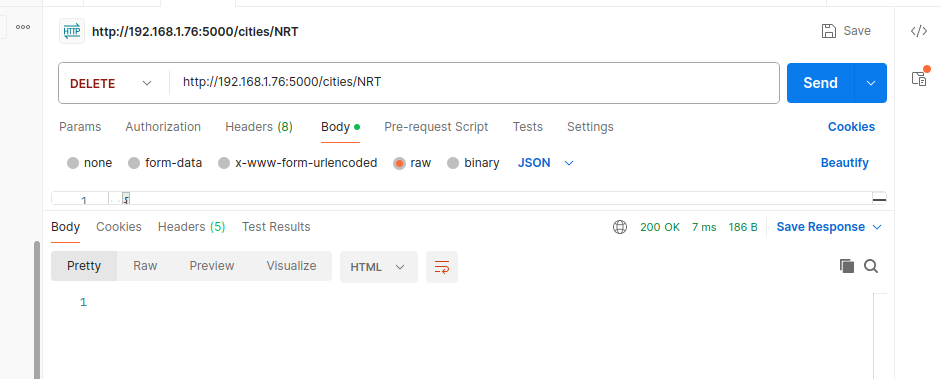 HTTP http://192.168.1.76:5000/cities/NRT Save
DELETE http://192.168.1.76:5000/cities/NRT Send
Params Authorization Headers (8) Body Pre-request Script Tests Settings Cookies
none form-data x-www-form-urlencoded raw binary JSON Beautify
1 {
Body Cookies Headers (5) Test Results 200 OK 7 ms 186 B Save Response
Pretty Raw Preview Visualize HTML
1